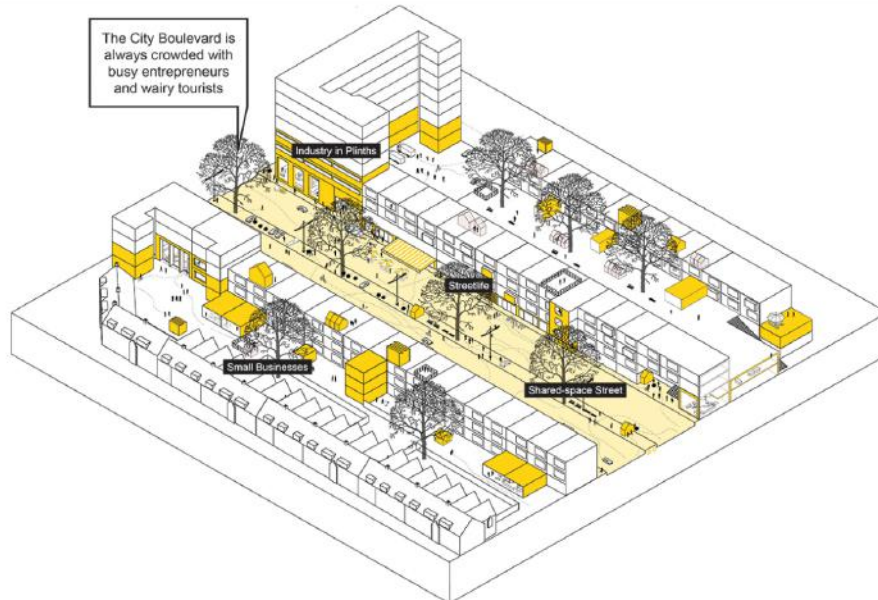 The City Boulevard is
always crowded with
busy entrepreneurs
and wairy tourists
Industry in Plinths
Streetlife
Small Businesses
Shared-space Street